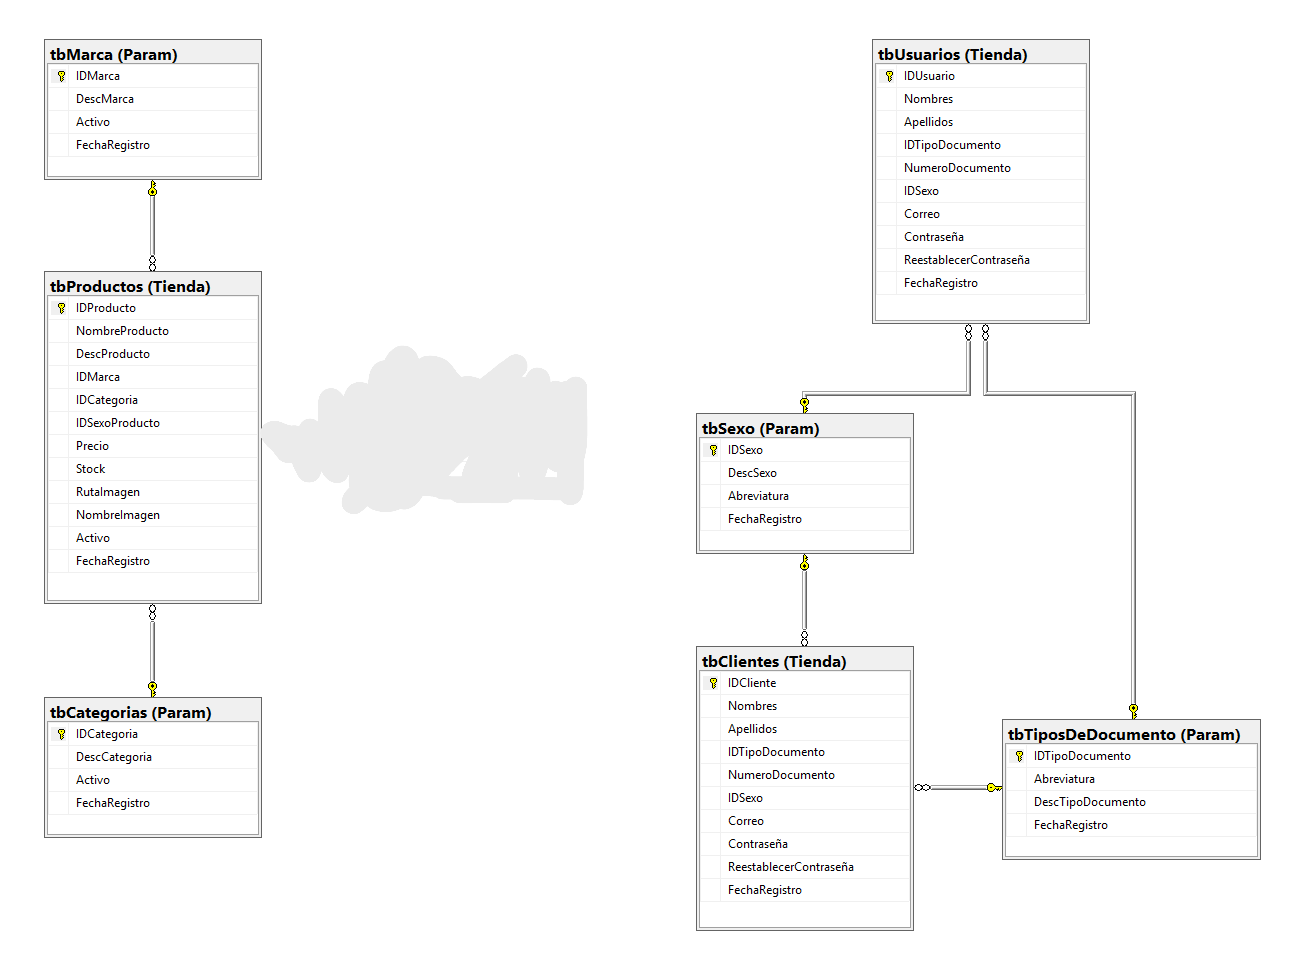 tbMarca (Param)
IDMarca
DescMarca
Activo
FechaRegistro
tbProductos (Tienda)
IDProducto
NombreProducto
DescProducto
IDMarca
IDCategoria
IDSexoProducto
Precio
Stock
RutaImagen
NombreImagen
Activo
FechaRegistro
tbCategorias (Param)
IDCategoria
DescCategoria
Activo
FechaRegistro
tbUsuarios (Tienda)
IDUsuario
Nombres
Apellidos
IDTipoDocumento
NumeroDocumento
IDSexo
Correo
Contraseña
ReestablecerContraseña
FechaRegistro
tbSexo (Param)
IDSexo
DescSexo
Abreviatura
FechaRegistro
tbClientes (Tienda)
IDCliente
Nombres
Apellidos
IDTipoDocumento
NumeroDocumento
IDSexo
Correo
Contraseña
ReestablecerContraseña
FechaRegistro
tbTiposDeDocumento (Param)
IDTipoDocumento
Abreviatura
DescTipoDocumento
FechaRegistro